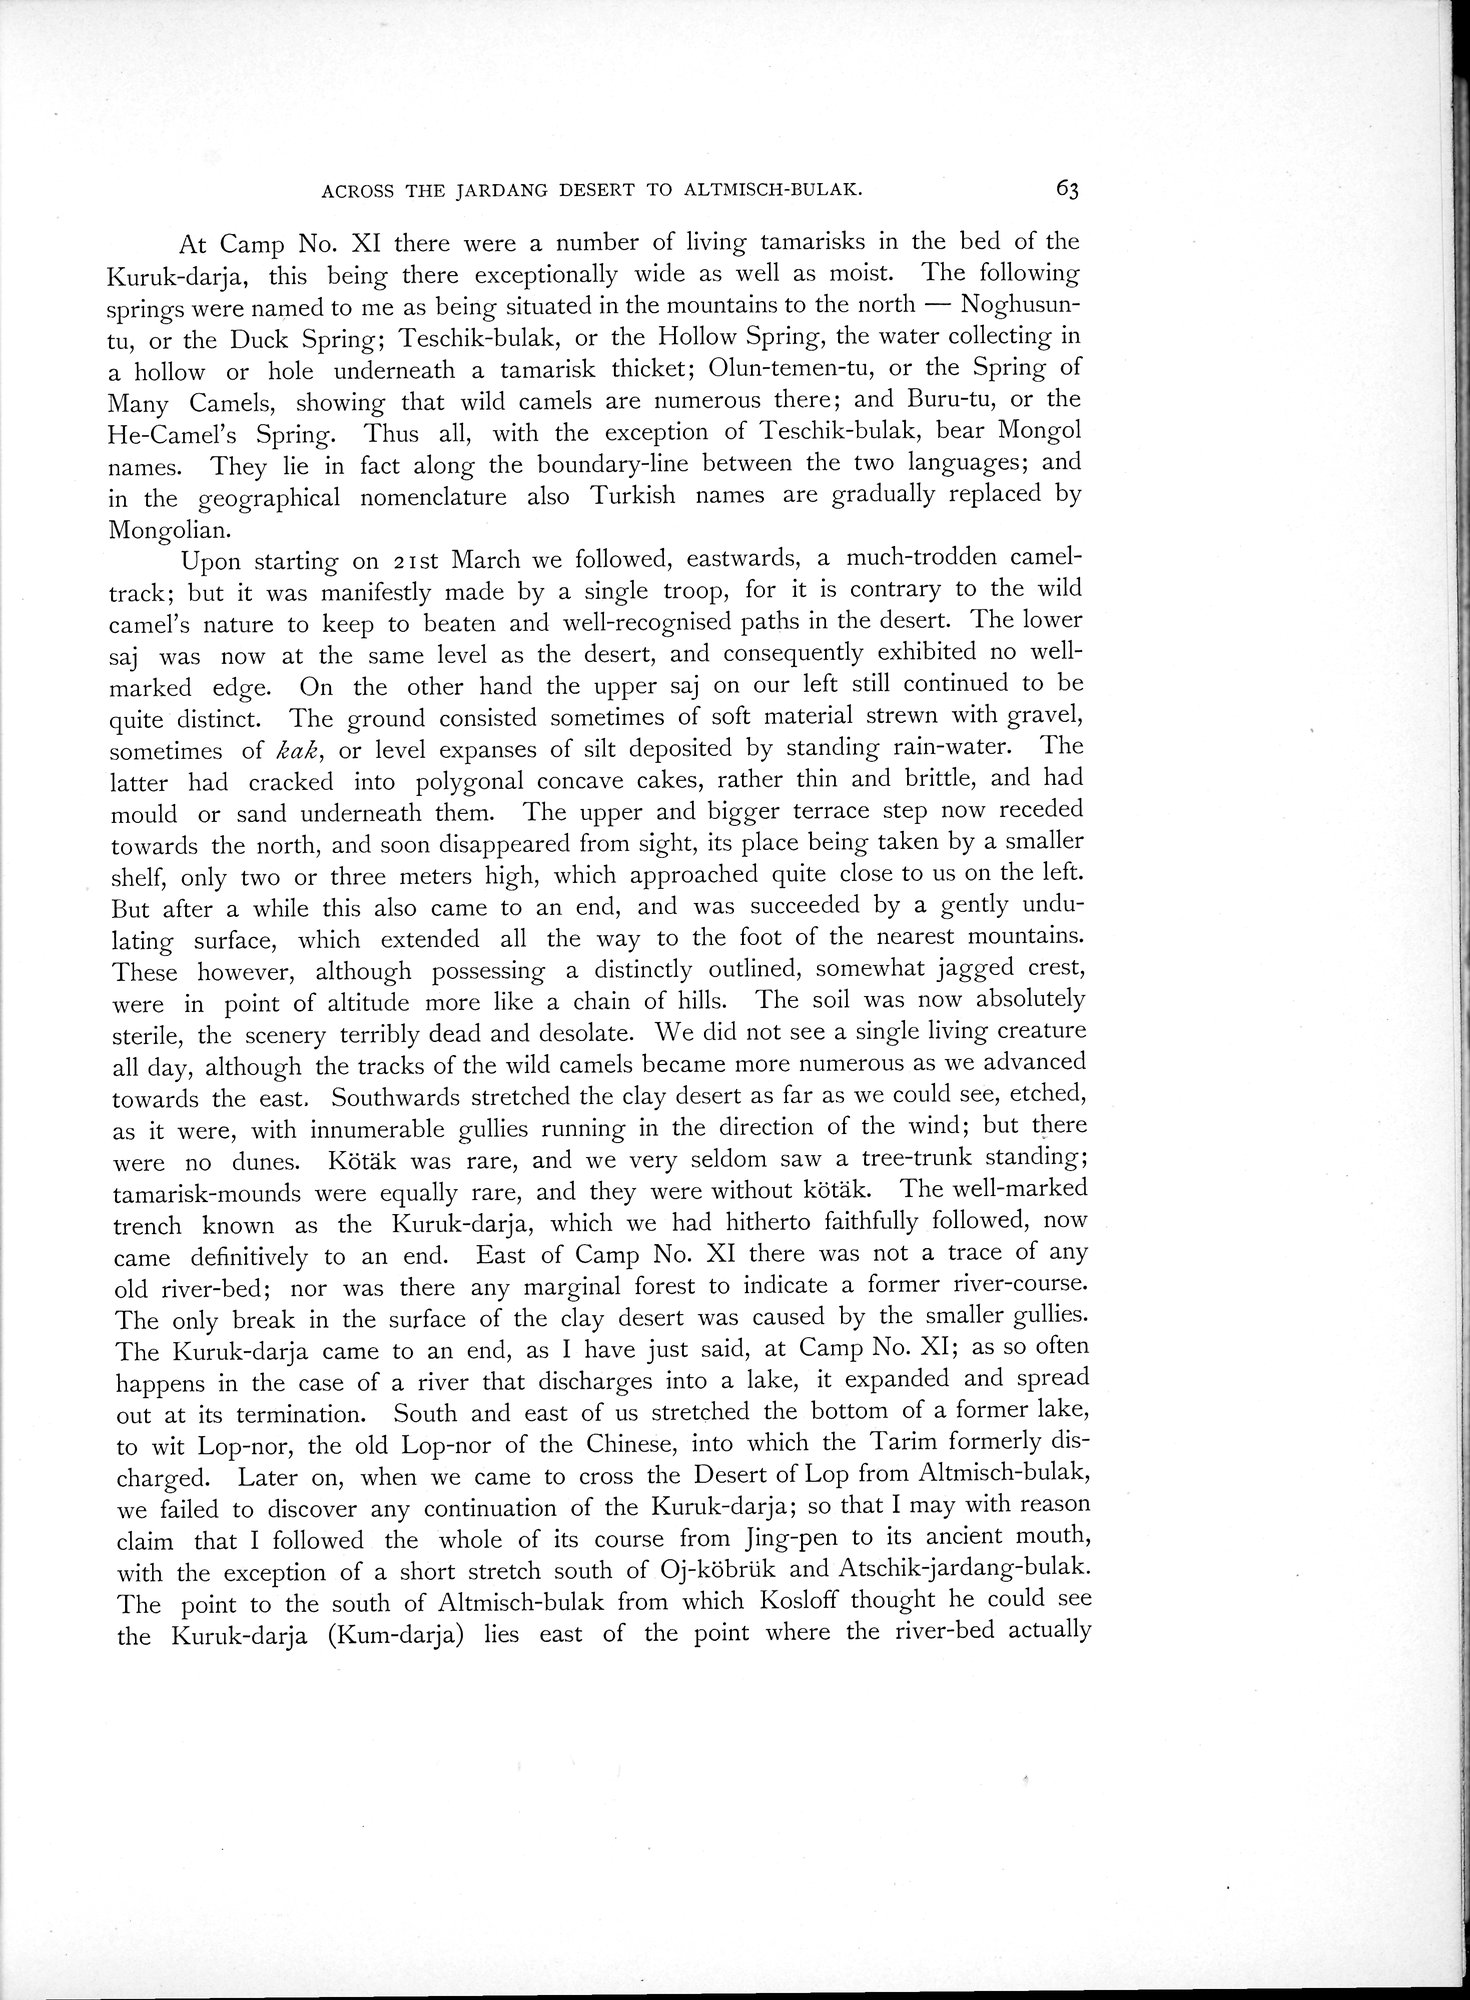 ACROSS THE JARDANG DESERT TO ALTMISCH-BULAK. 63
At Camp No. XI there were a number of living tamarisks in the bed of the
Kuruk-darja, this being there exceptionally wide as well as moist. The following
springs were named to me as being situated in the mountains to the north — Noghusun-
tu, or the Duck Spring; Teschik-bulak, or the Hollow Spring, the water collecting in
a hollow or hole underneath a tamarisk thicket; Olun-temen-tu, or the Spring of
Many Camels, showing that wild camels are numerous there; and Buru-tu, or the
He-Camel's Spring. Thus all, with the exception of Teschik-bulak, bear Mongol
names. They lie in fact along the boundary-line between the two languages; and
in the geographical nomenclature also Turkish names are gradually replaced by
Mongolian.
Upon starting on 21st March we followed, eastwards, a much-trodden camel-
track; but it was manifestly made by a single troop, for it is contrary to the wild
camel's nature to keep to beaten and well-recognised paths in the desert. The lower
saj was now at the same level as the desert, and consequently exhibited no well-
marked edge. On the other hand the upper saj on our left still continued to be
quite distinct. The ground consisted sometimes of soft material strewn with gravel,
sometimes of kak, or level expanses of silt deposited by standing rain-water. The
latter had cracked into polygonal concave cakes, rather thin and brittle, and had
mould or sand underneath them. The upper and bigger terrace step now receded
towards the north, and soon disappeared from sight, its place being taken by a smaller
shelf, only two or three meters high, which approached quite close to us on the left.
But after a while this also came to an end, and was succeeded by a gently undu-
lating surface, which extended all the way to the foot of the nearest mountains.
These however, although possessing a distinctly outlined, somewhat jagged crest,
were in point of altitude more like a chain of hills. The soil was now absolutely
sterile, the scenery terribly dead and desolate. We did not see a single living creature
all day, although the tracks of the wild camels became more numerous as we advanced
towards the east. Southwards stretched the clay desert as far as we could see, etched,
as it were, with innumerable gullies running in the direction of the wind; but there
were no dunes. Kötäk was rare, and we very seldom saw a tree-trunk standing;
tamarisk-mounds were equally rare, and they were without kötäk. The well-marked
trench known as the Kuruk-darja, which we had hitherto faithfully followed, now
came definitively to an end. East of Camp No. XI there was not a trace of any
old river-bed; nor was there any marginal forest to indicate a former river-course.
The only break in the surface of the clay desert was caused by the smaller gullies.
The Kuruk-darja came to an end, as I have just said, at Camp No. XI; as so often
happens in the case of a river that discharges into a lake, it expanded and spread
out at its termination. South and east of us stretched the bottom of a former lake,
to wit Lop-nor, the old Lop-nor of the Chinese, into which the Tarim formerly dis-
charged. Later on, when we came to cross the Desert of Lop from Altmisch-bulak,
we failed to discover any continuation of the Kuruk-darja; so that I may with reason
claim that I followed the whole of its course from Jing-pen to its ancient mouth,
with the exception of a short stretch south of Oj-köbrük and Atschik-jardang-bulak.
The point to the south of Altmisch-bulak from which Kosloff thought he could see
the Kuruk-darja (Kum-darja) lies east of the point where the river-bed actually